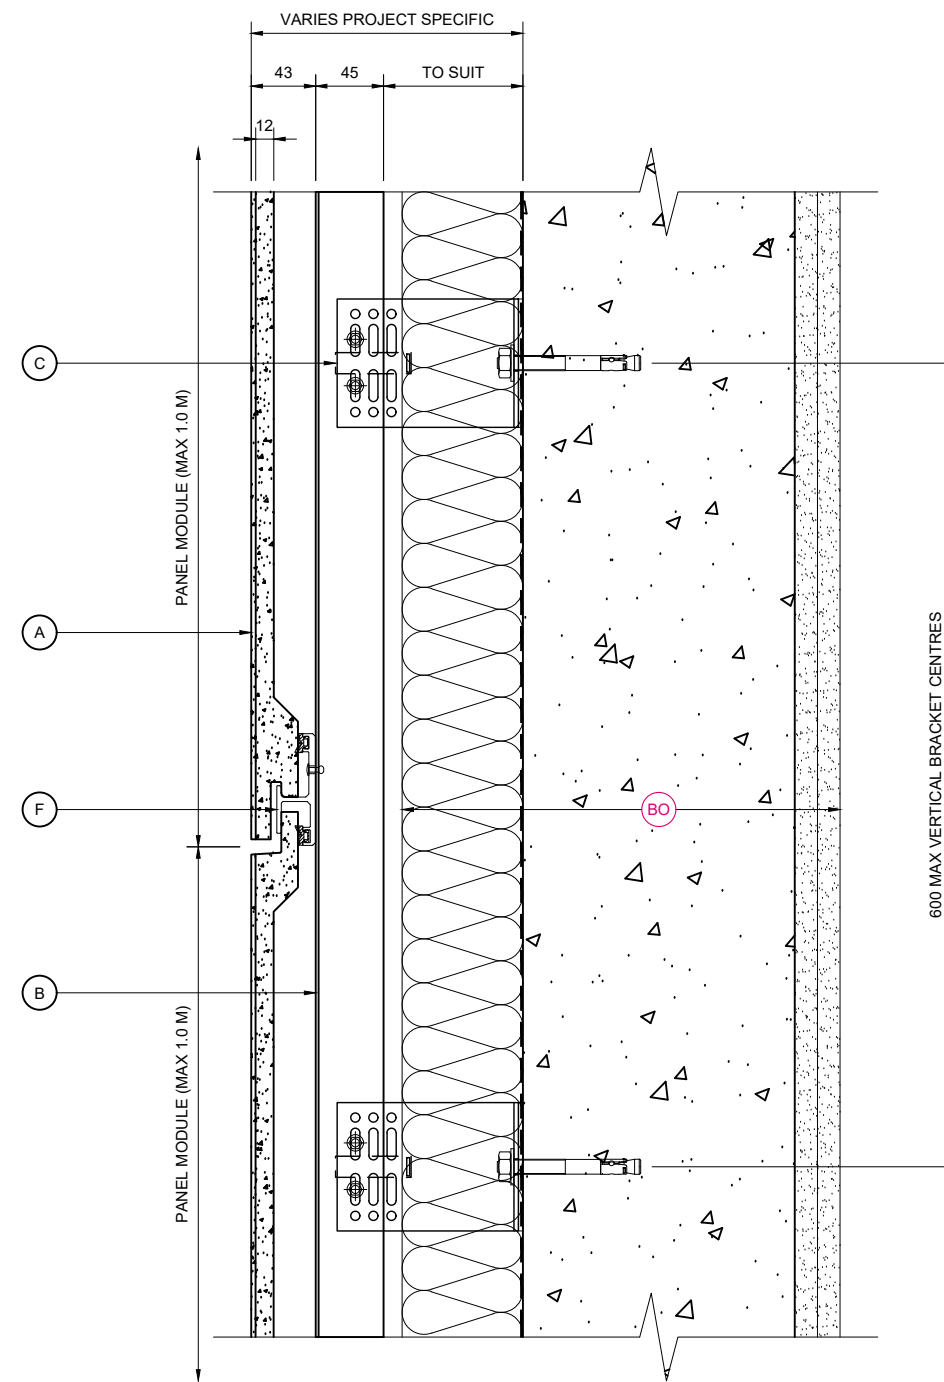 VARIES PROJECT SPECIFIC
43
45
TO SUIT
12
C
PANEL MODULE (MAX 1.0 M)
A
600 MAX VERTICAL BRACKET CENTRES
F
BO
B
PANEL MODULE (MAX 1.0 M)